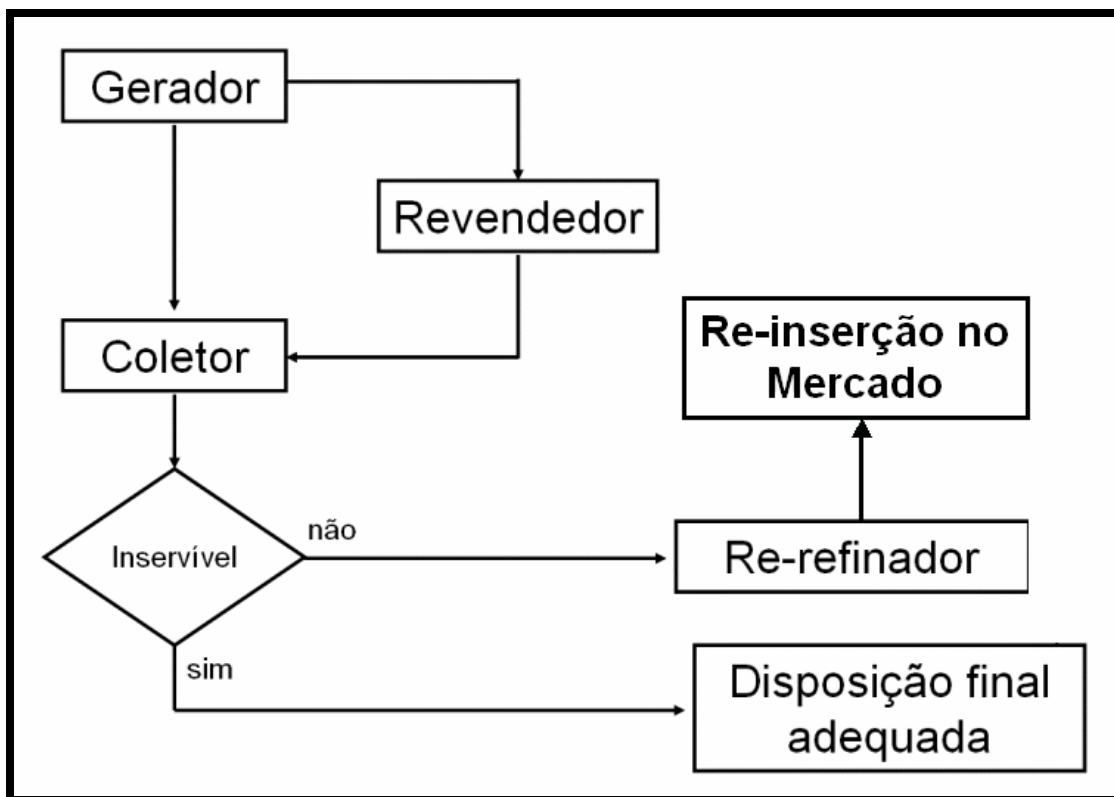 Gerador
Revendedor
Coletor
Re-inserção no
Mercado
Inservível
não
Re-refinador
sim
Disposição final
adequada